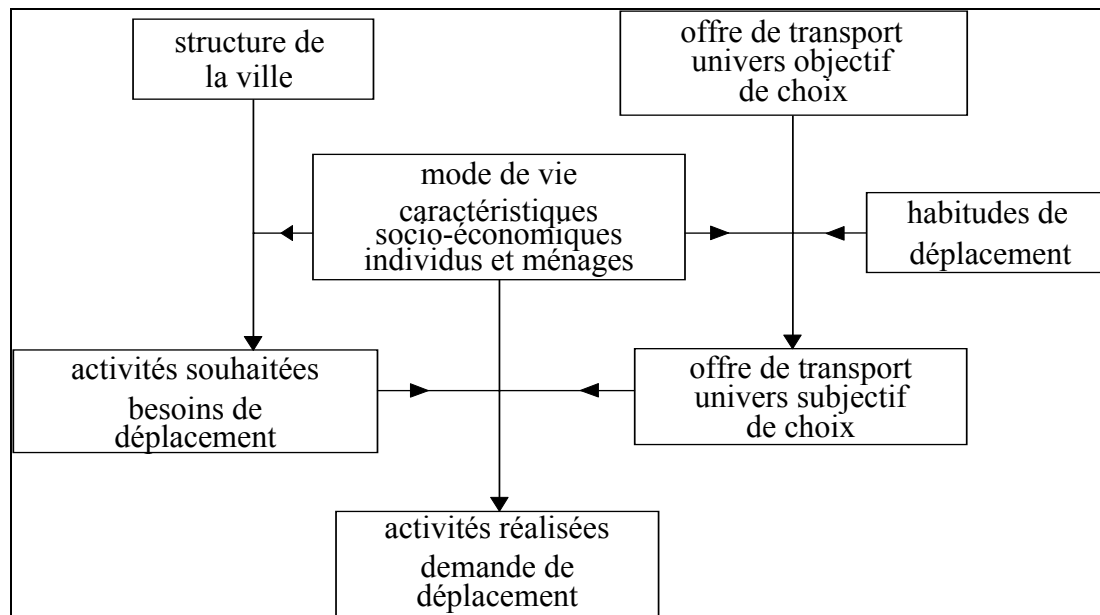 structure de
la ville
offre de transport
univers objectif
de choix
mode de vie
caractéristiques
socio-économiques
individus et ménages
habitudes de
déplacement
activités souhaitées
besoins de
déplacement
offre de transport
univers subjectif
de choix
activités réalisées
demande de
déplacement